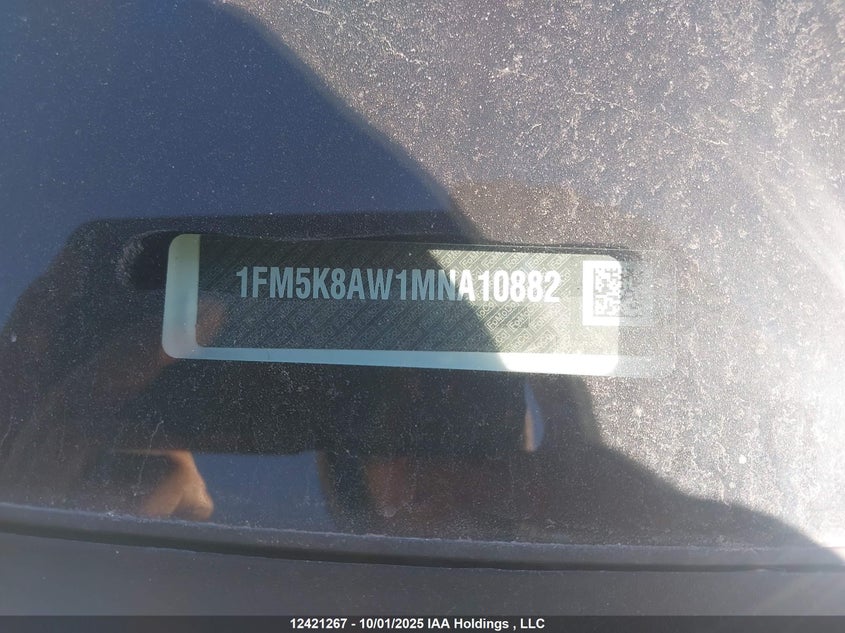 1FM5K8AW1MNA10882
12421267 - 10/01/2025 IAA Holdings , LLC